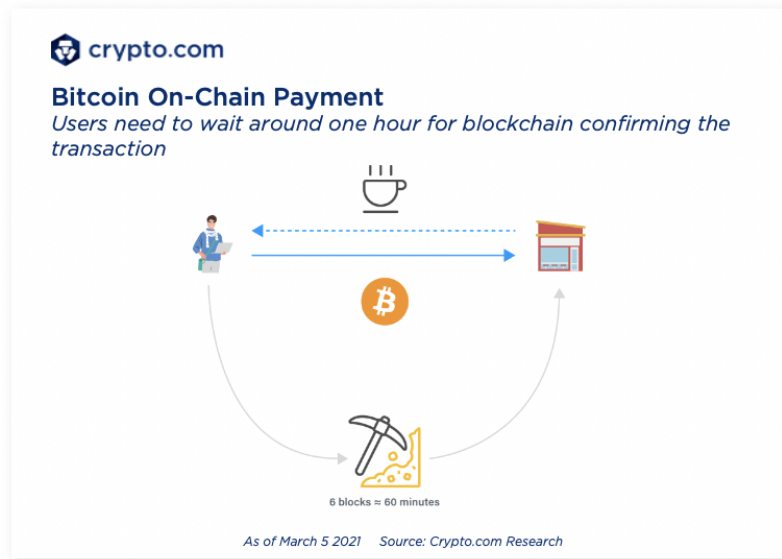 crypto.com
Bitcoin On-Chain Payment
Users need to wait around one hour for blockchain confirming the
transaction
6 blocks ≈ 60 minutes
As of March 5 2021 Source: Crypto.com Research